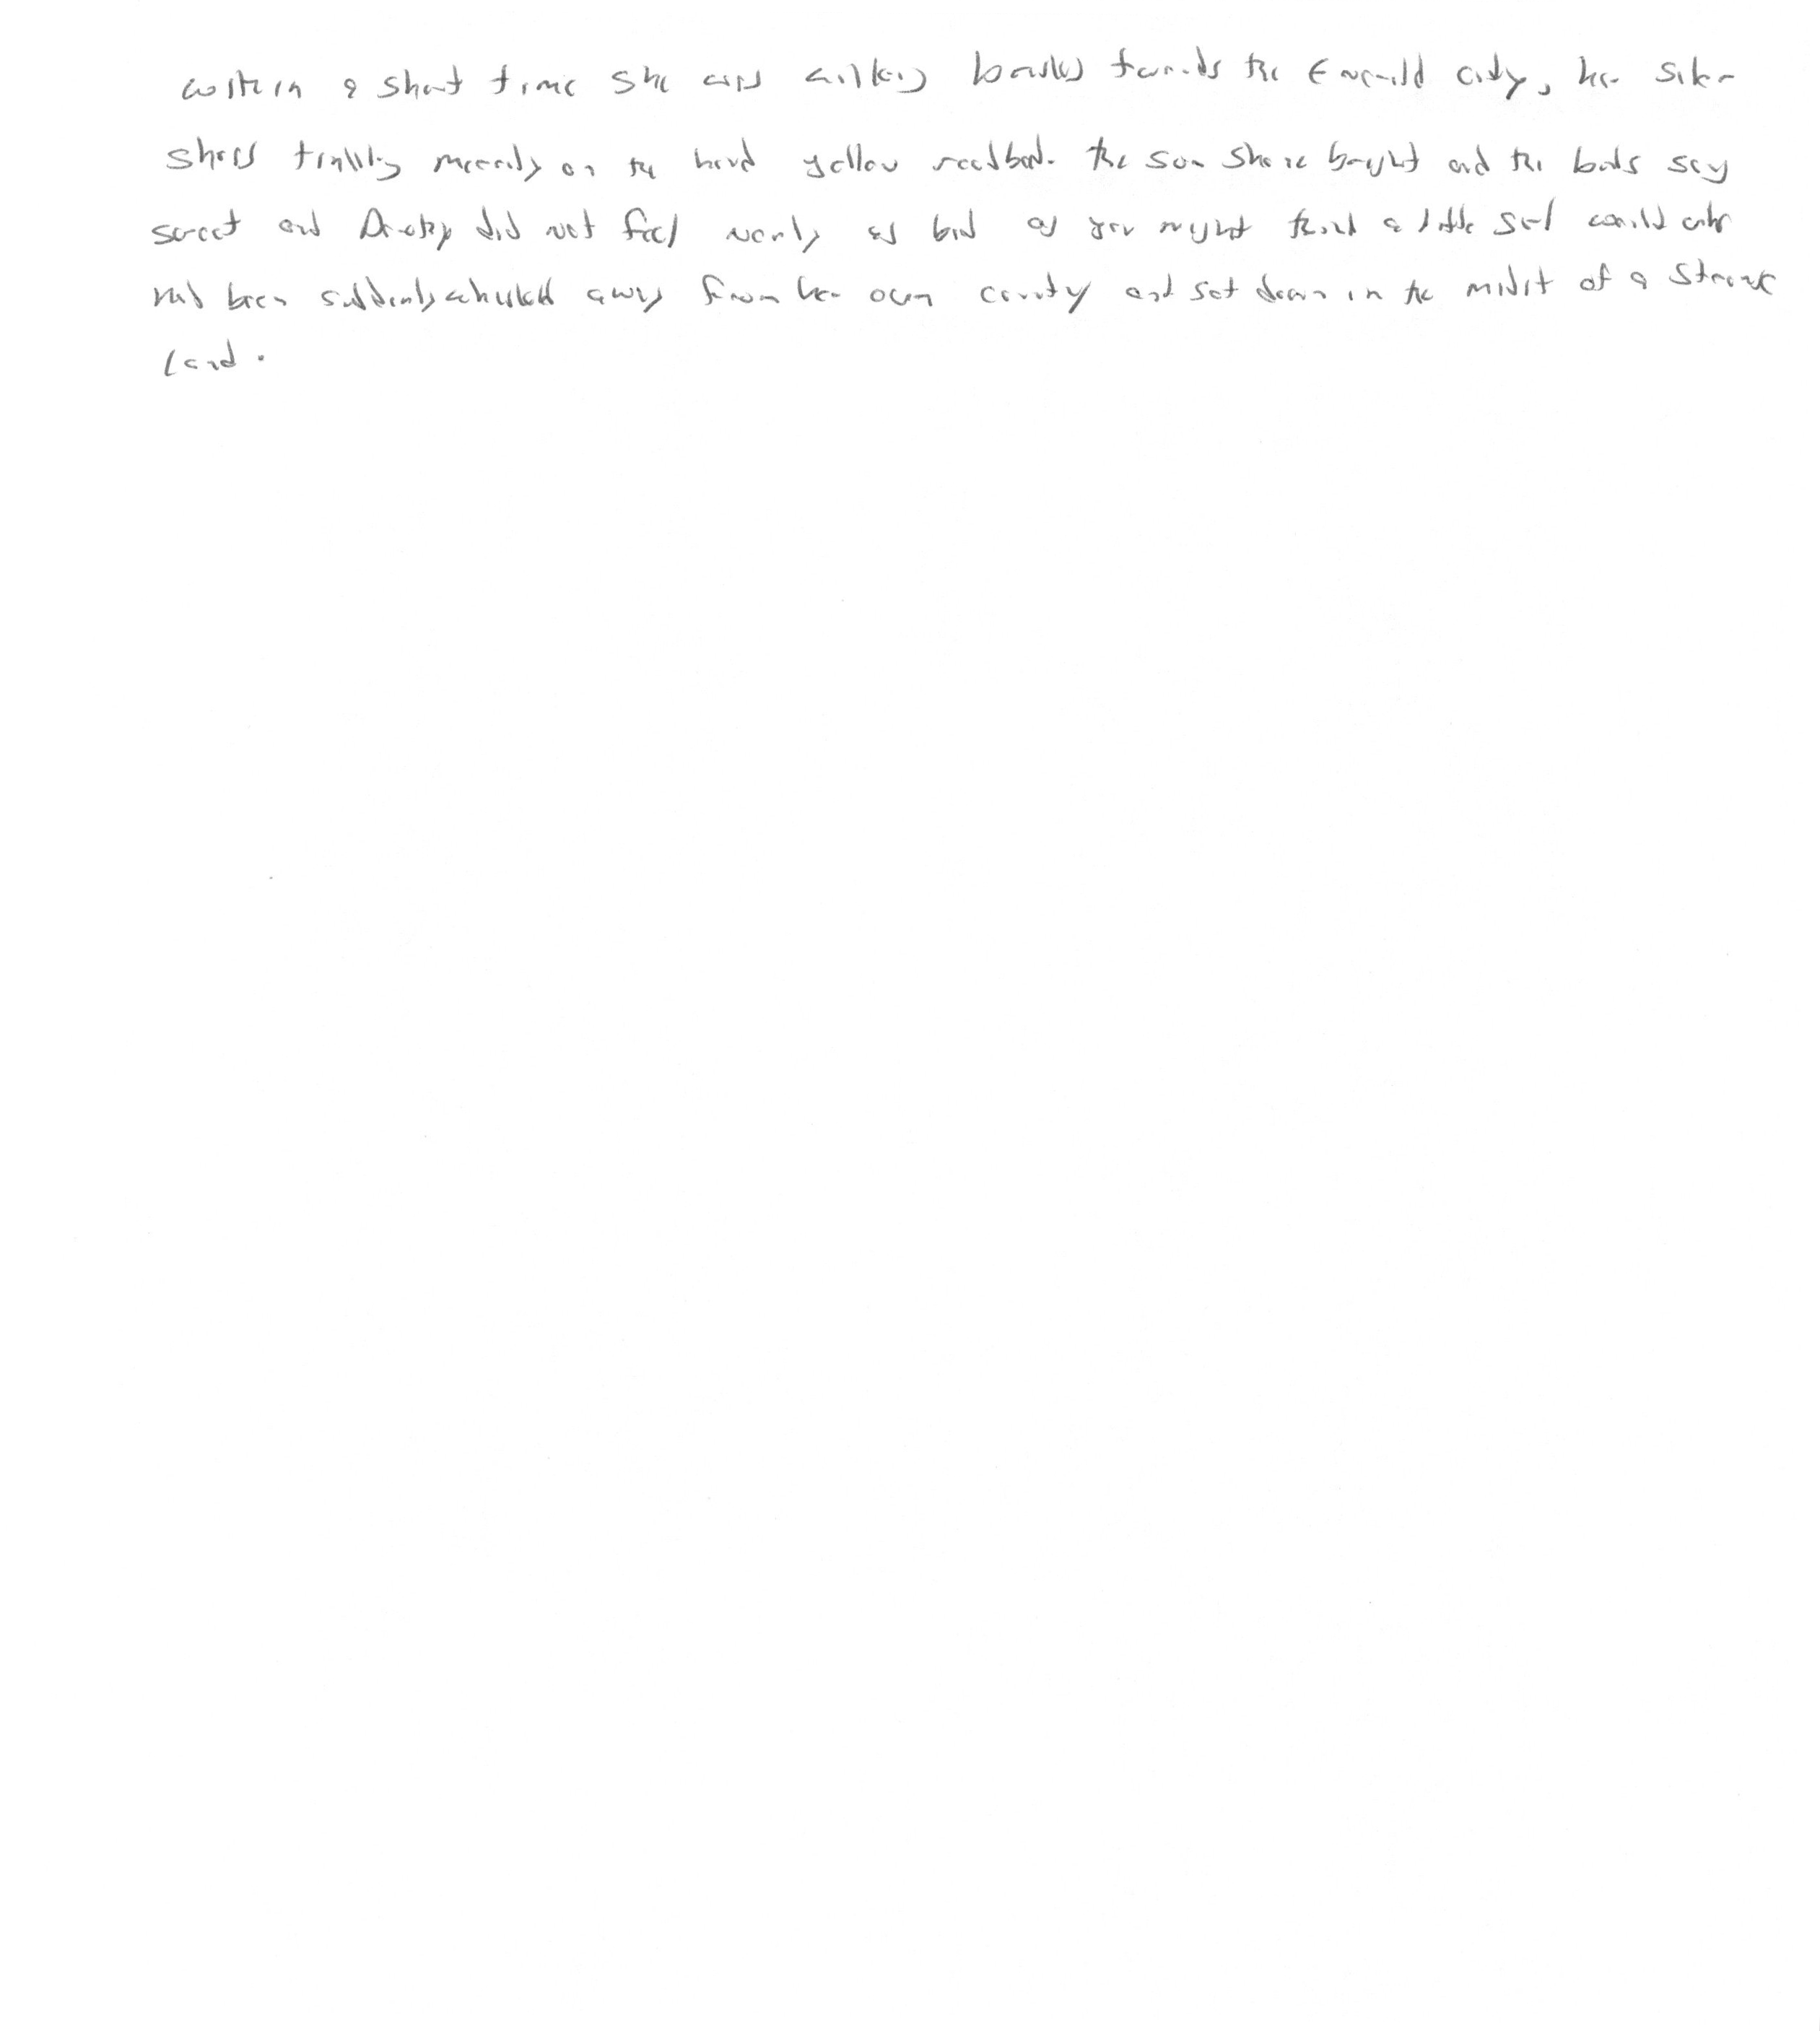 within a short time she was walking briskly towards the Emerald City, her silver
shoes tinkling merrily on the hard yellow roadbed. The sun shone bright and the birds sang
sweet and Dorothy did not feel nearly as bad as you might think a little girl would who
had been suddenly whisked away from her own country and set down in the midst of a strange
land.